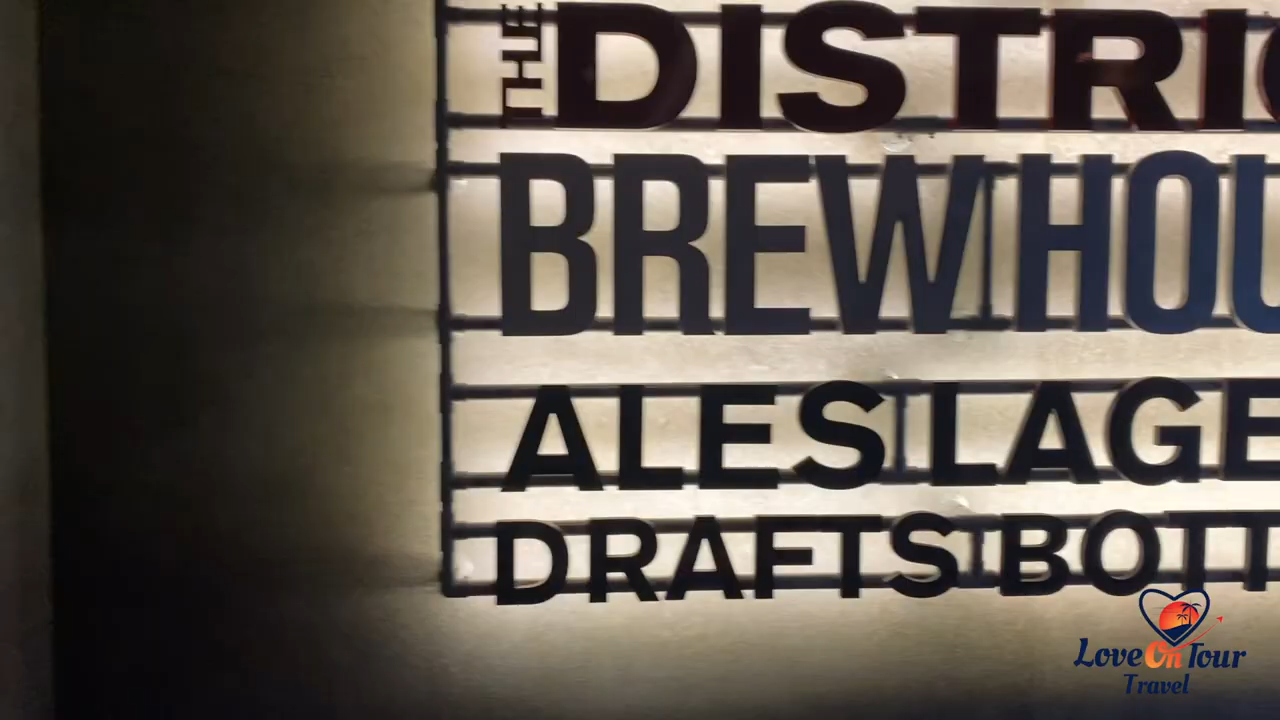 THE DISTRIC
BREWHOU
ALES LAGE
DRAFTS BOTT
Love On Tour
Travel